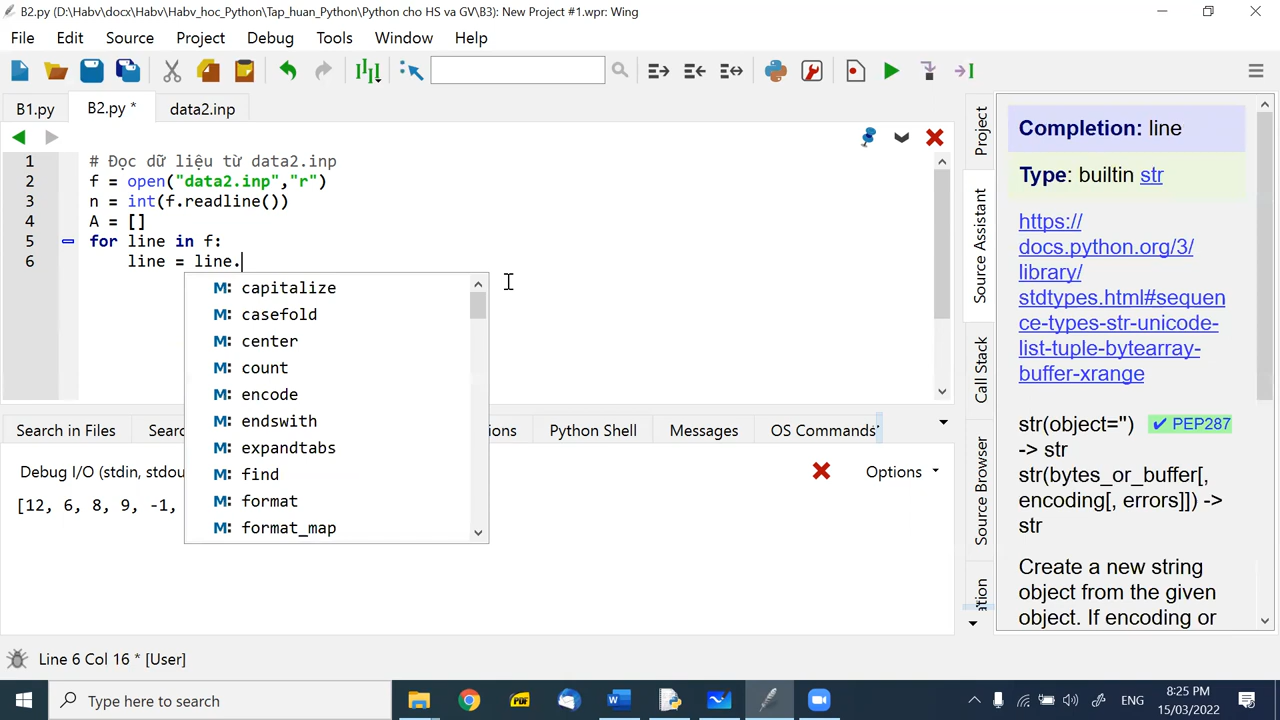 B2.py (D:\Habv\docx\Habv\Habv_hoc_Python\Tap_huan_Python\Python cho HS va GV\B3): New Project #1.wpr: Wing
File Edit Source Project Debug Tools Window Help
B1.py B2.py * data2.inp
1 # Đọc dữ liệu từ data2.inp
2 f = open("data2.inp","r")
3 n = int(f.readline())
4 A = []
5 for line in f:
6 line = line.
M: capitalize
M: casefold
M: center
M: count
M: encode
M: endswith
M: expandtabs
M: find
M: format
M: format_map
Search in Files Searc ptions Python Shell Messages OS Commands
Debug I/O (stdin, stdou Options
[12, 6, 8, 9, -1,
Project
Source Assistant
Call Stack
Source Browser
Completion: line
Type: builtin str
https://
docs.python.org/3/
library/
stdtypes.html#sequen
ce-types-str-unicode-
list-tuple-bytearray-
buffer-xrange
str(object='') ✔ PEP287
-> str
str(bytes_or_buffer[,
encoding[, errors]]) ->
str
Create a new string
object from the given
object. If encoding or
Line 6 Col 16 * [User]
Type here to search
PDF
ENG
8:25 PM
15/03/2022